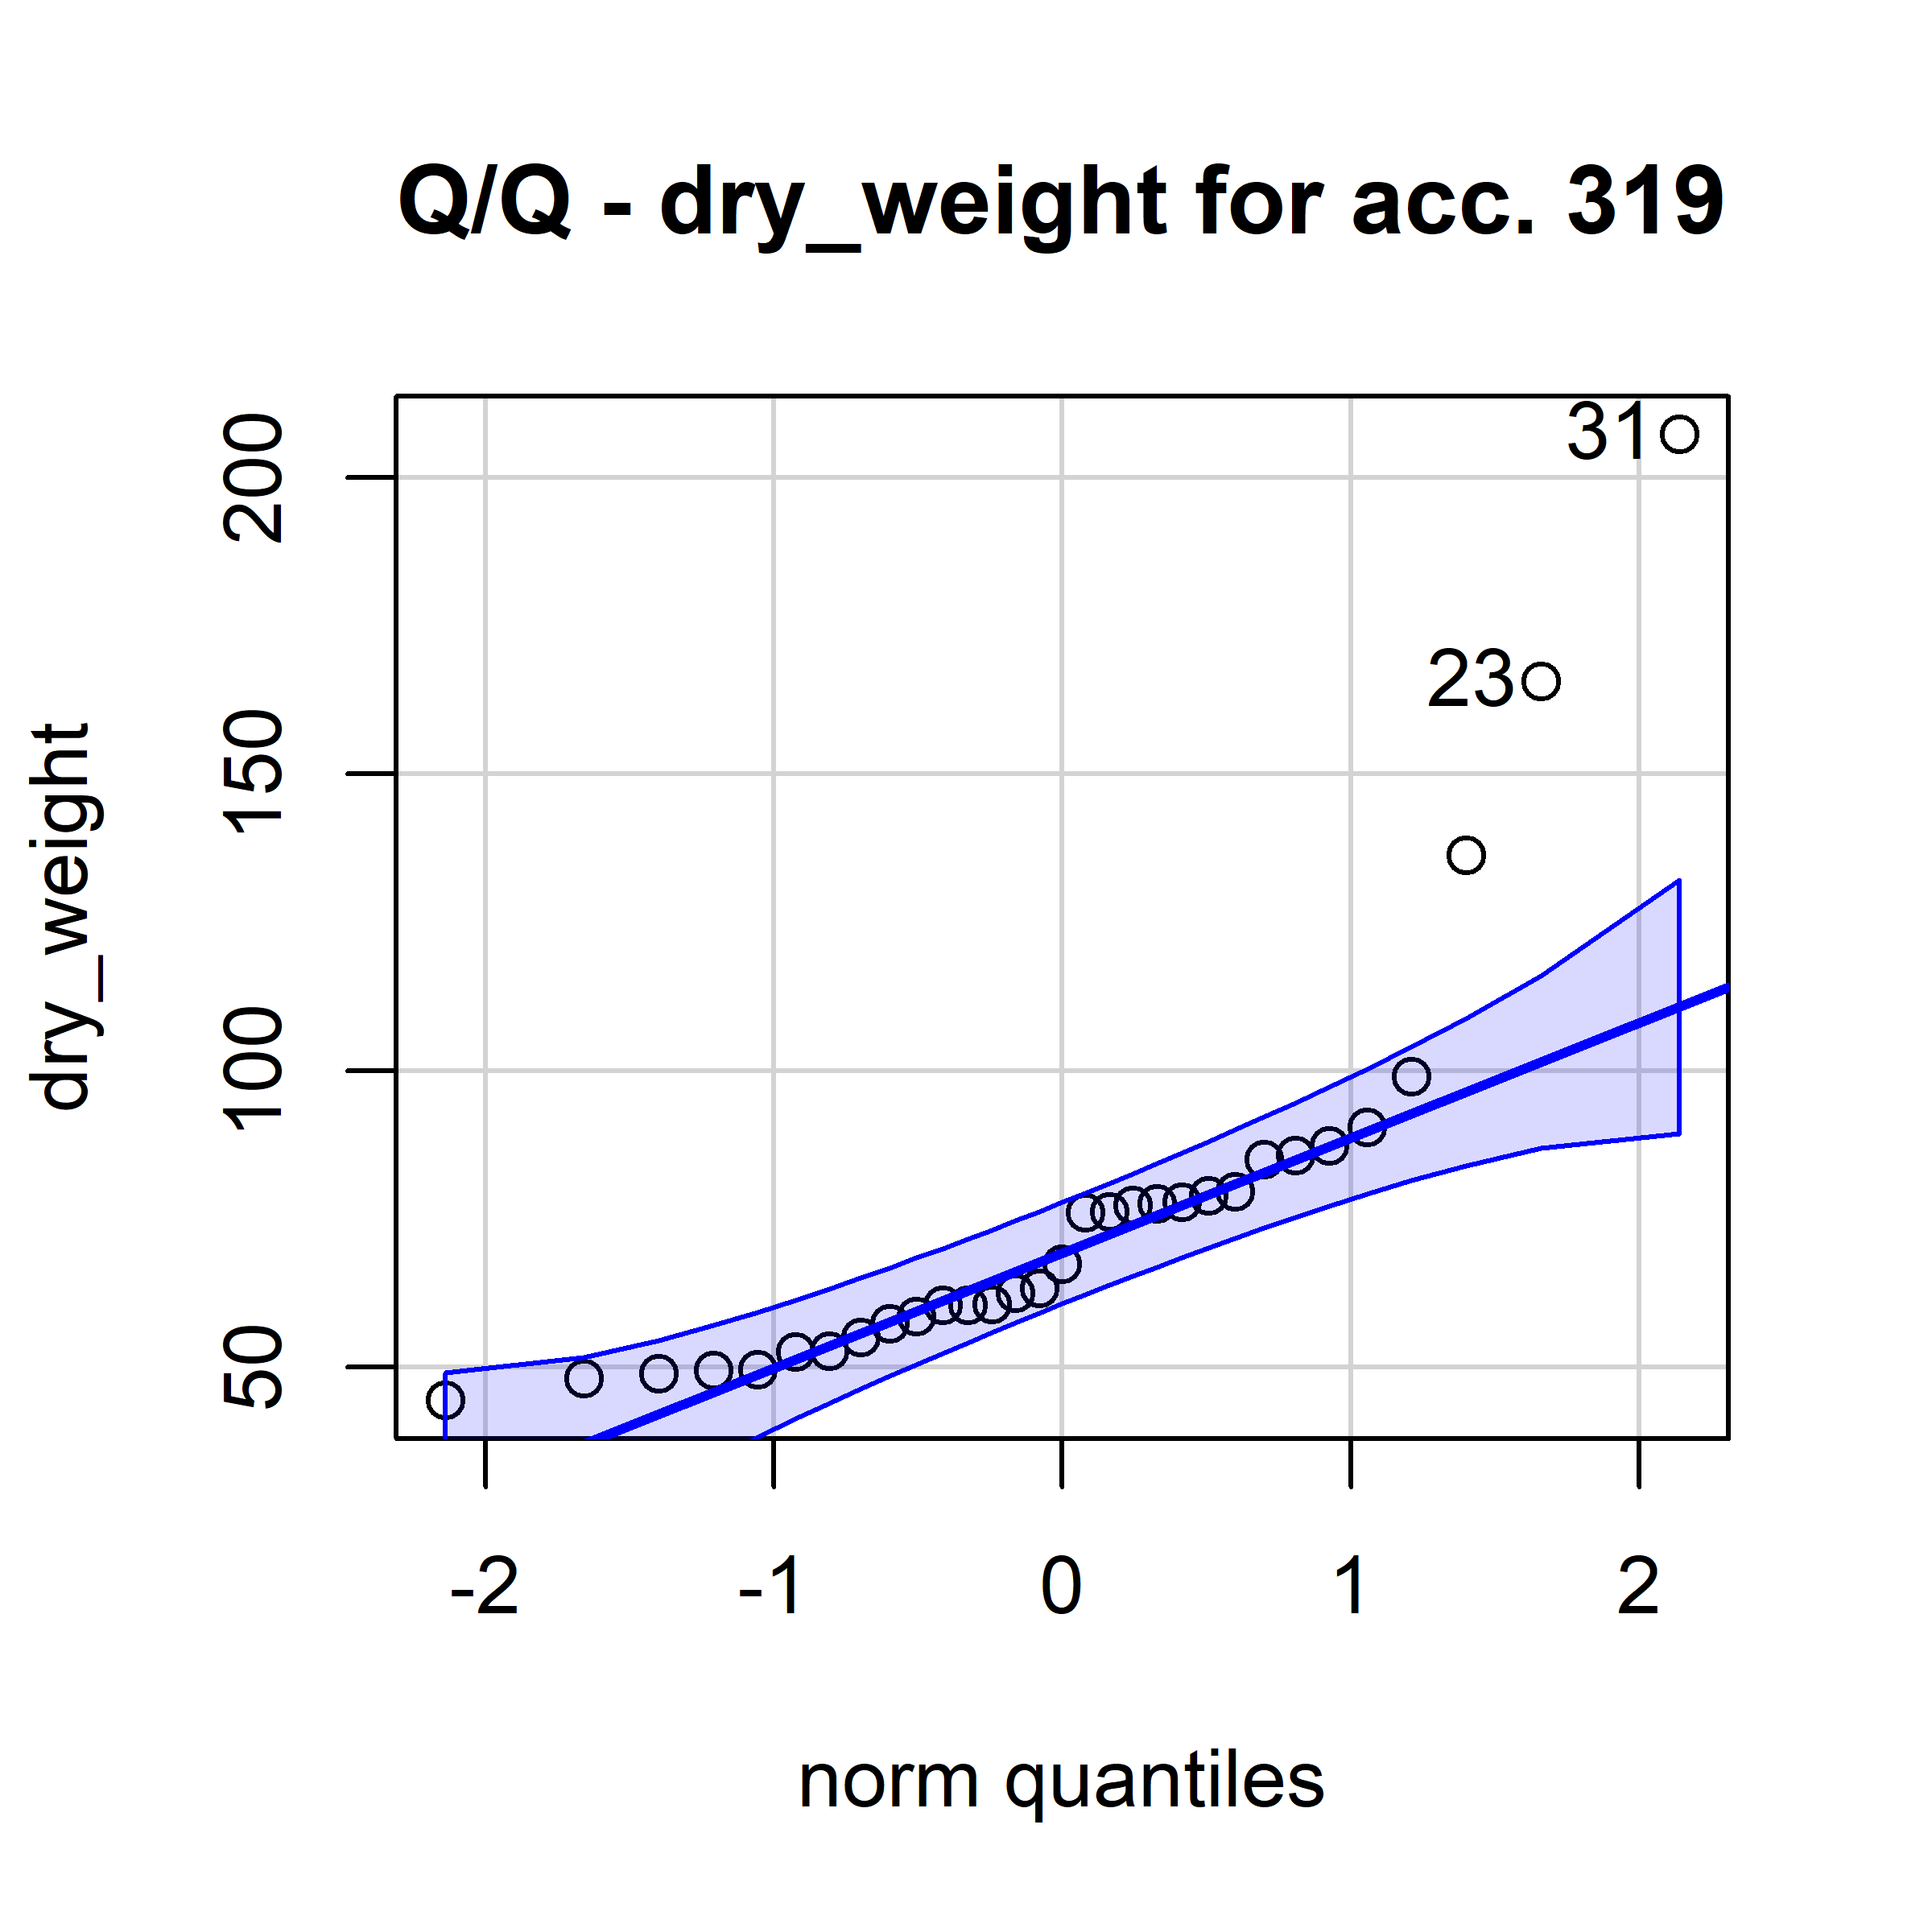 Q/Q - dry_weight for acc. 319
31
23
200
150
100
50
dry_weight
-2 -1 0 1 2
norm quantiles